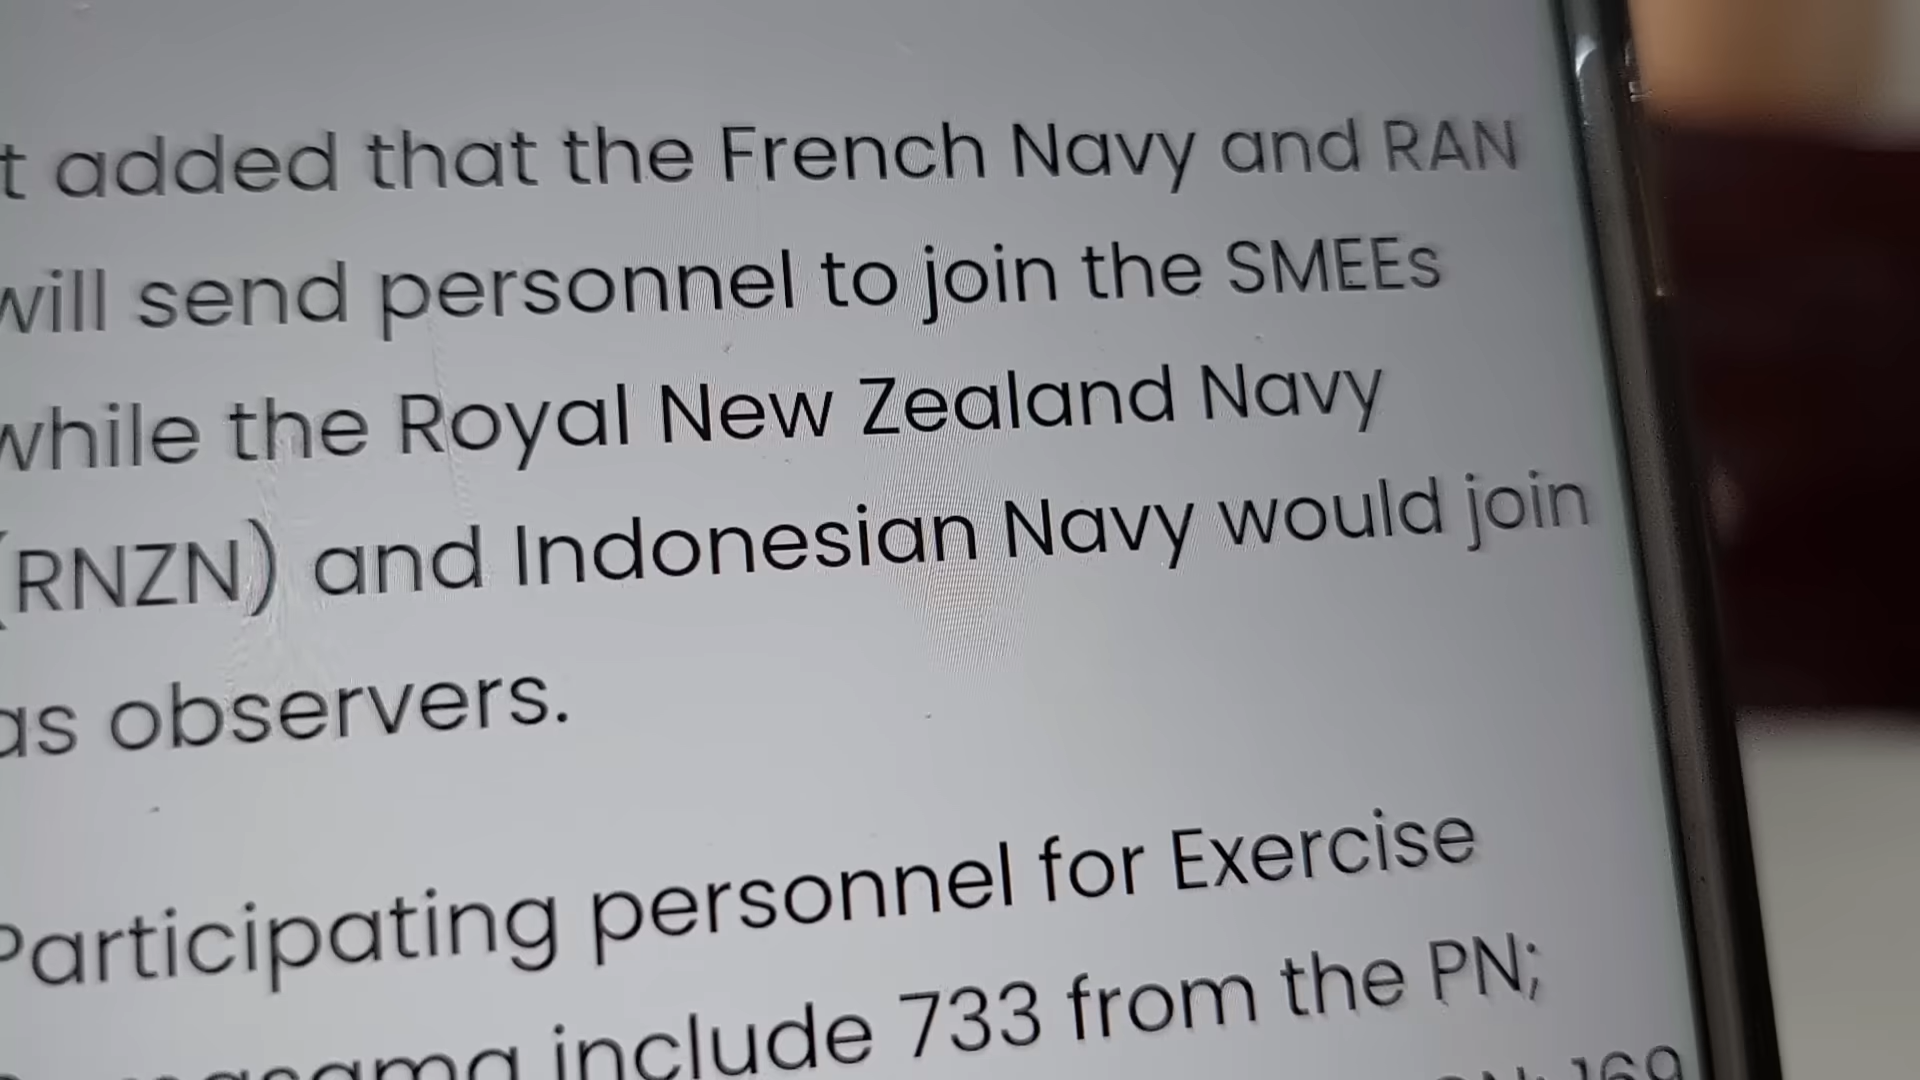 t added that the French Navy and RAN
will send personnel to join the SMEEs
while the Royal New Zealand Navy
(RNZN) and Indonesian Navy would join
as observers.
Participating personnel for Exercise
include 733 from the PN;
169